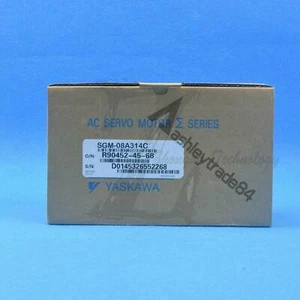 AC SERVO MOTOR Σ SERIES
SGM-08A314C
O/N R90452-45-68
S/N D0145326552268
YASKAWA
ashleytrade84